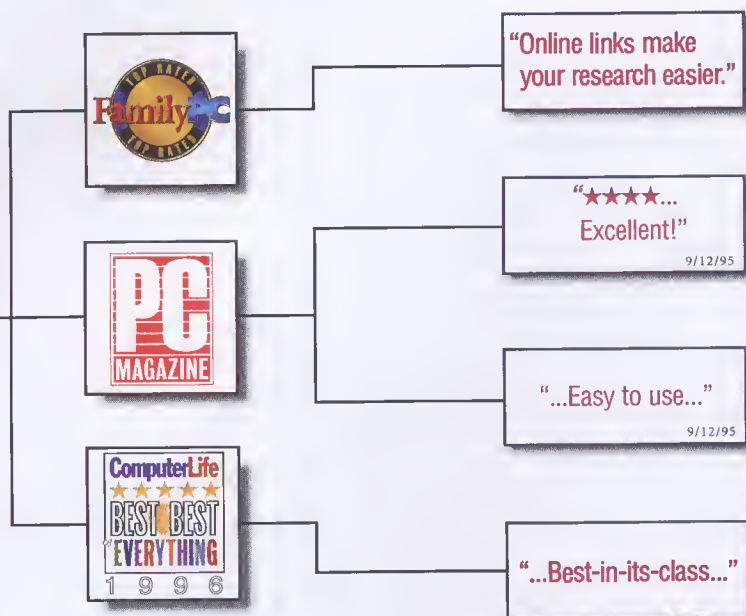 TOP RATED
FamilyPC
TOP RATED
“Online links make
your research easier.”
PC
MAGAZINE
“★★★★...
Excellent!”
9/12/95
“...Easy to use...”
9/12/95
ComputerLife
★★★★★
BEST BEST
of EVERYTHING
1996
“...Best-in-its-class...”